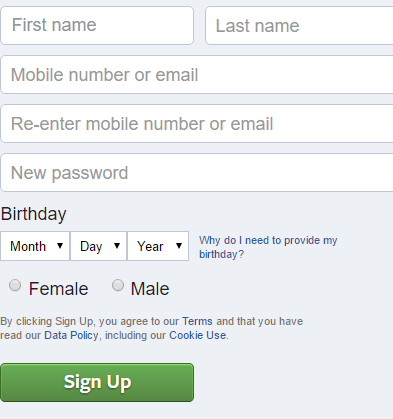 First name Last name
Mobile number or email
Re-enter mobile number or email
New password
Birthday
Month Day Year Why do I need to provide my
birthday?
Female Male
By clicking Sign Up, you agree to our Terms and that you have
read our Data Policy, including our Cookie Use.
Sign Up